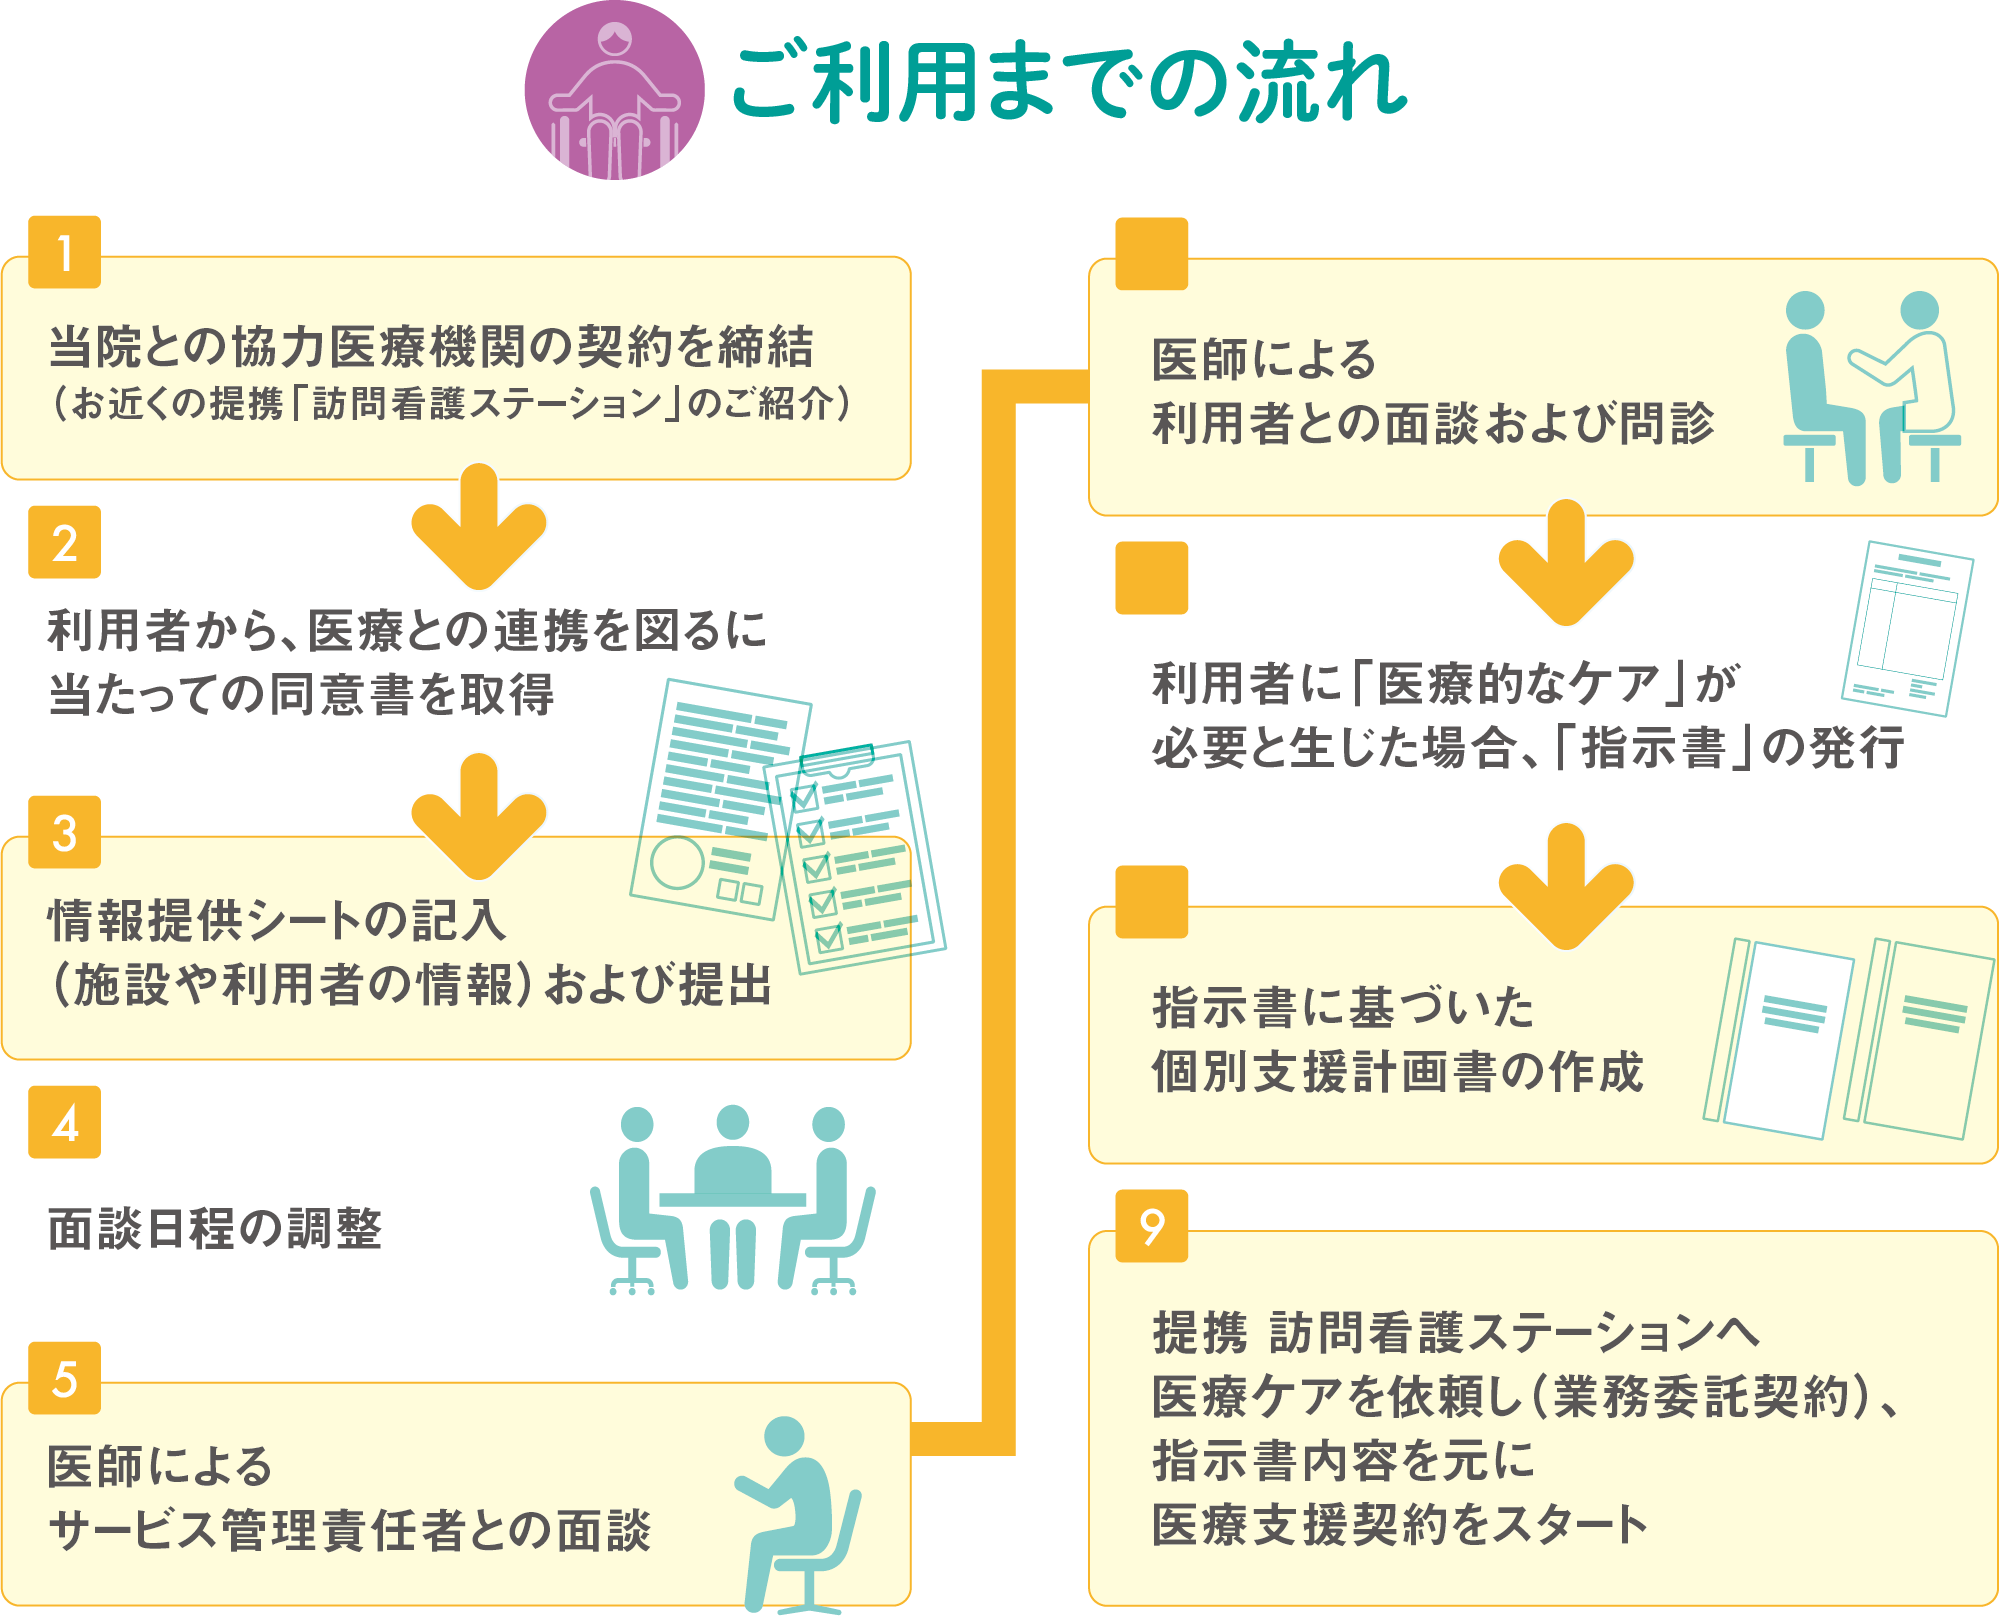 ご利用までの流れ
1
当院との協力医療機関の契約を締結
（お近くの提携「訪問看護ステーション」のご紹介）
2
利用者から、医療との連携を図るに
当たっての同意書を取得
3
情報提供シートの記入
（施設や利用者の情報）および提出
4
面談日程の調整
5
医師による
サービス管理責任者との面談
医師による
利用者との面談および問診
利用者に「医療的なケア」が
必要と生じた場合、「指示書」の発行
指示書に基づいた
個別支援計画書の作成
9
提携 訪問看護ステーションへ
医療ケアを依頼し（業務委託契約）、
指示書内容を元に
医療支援契約をスタート